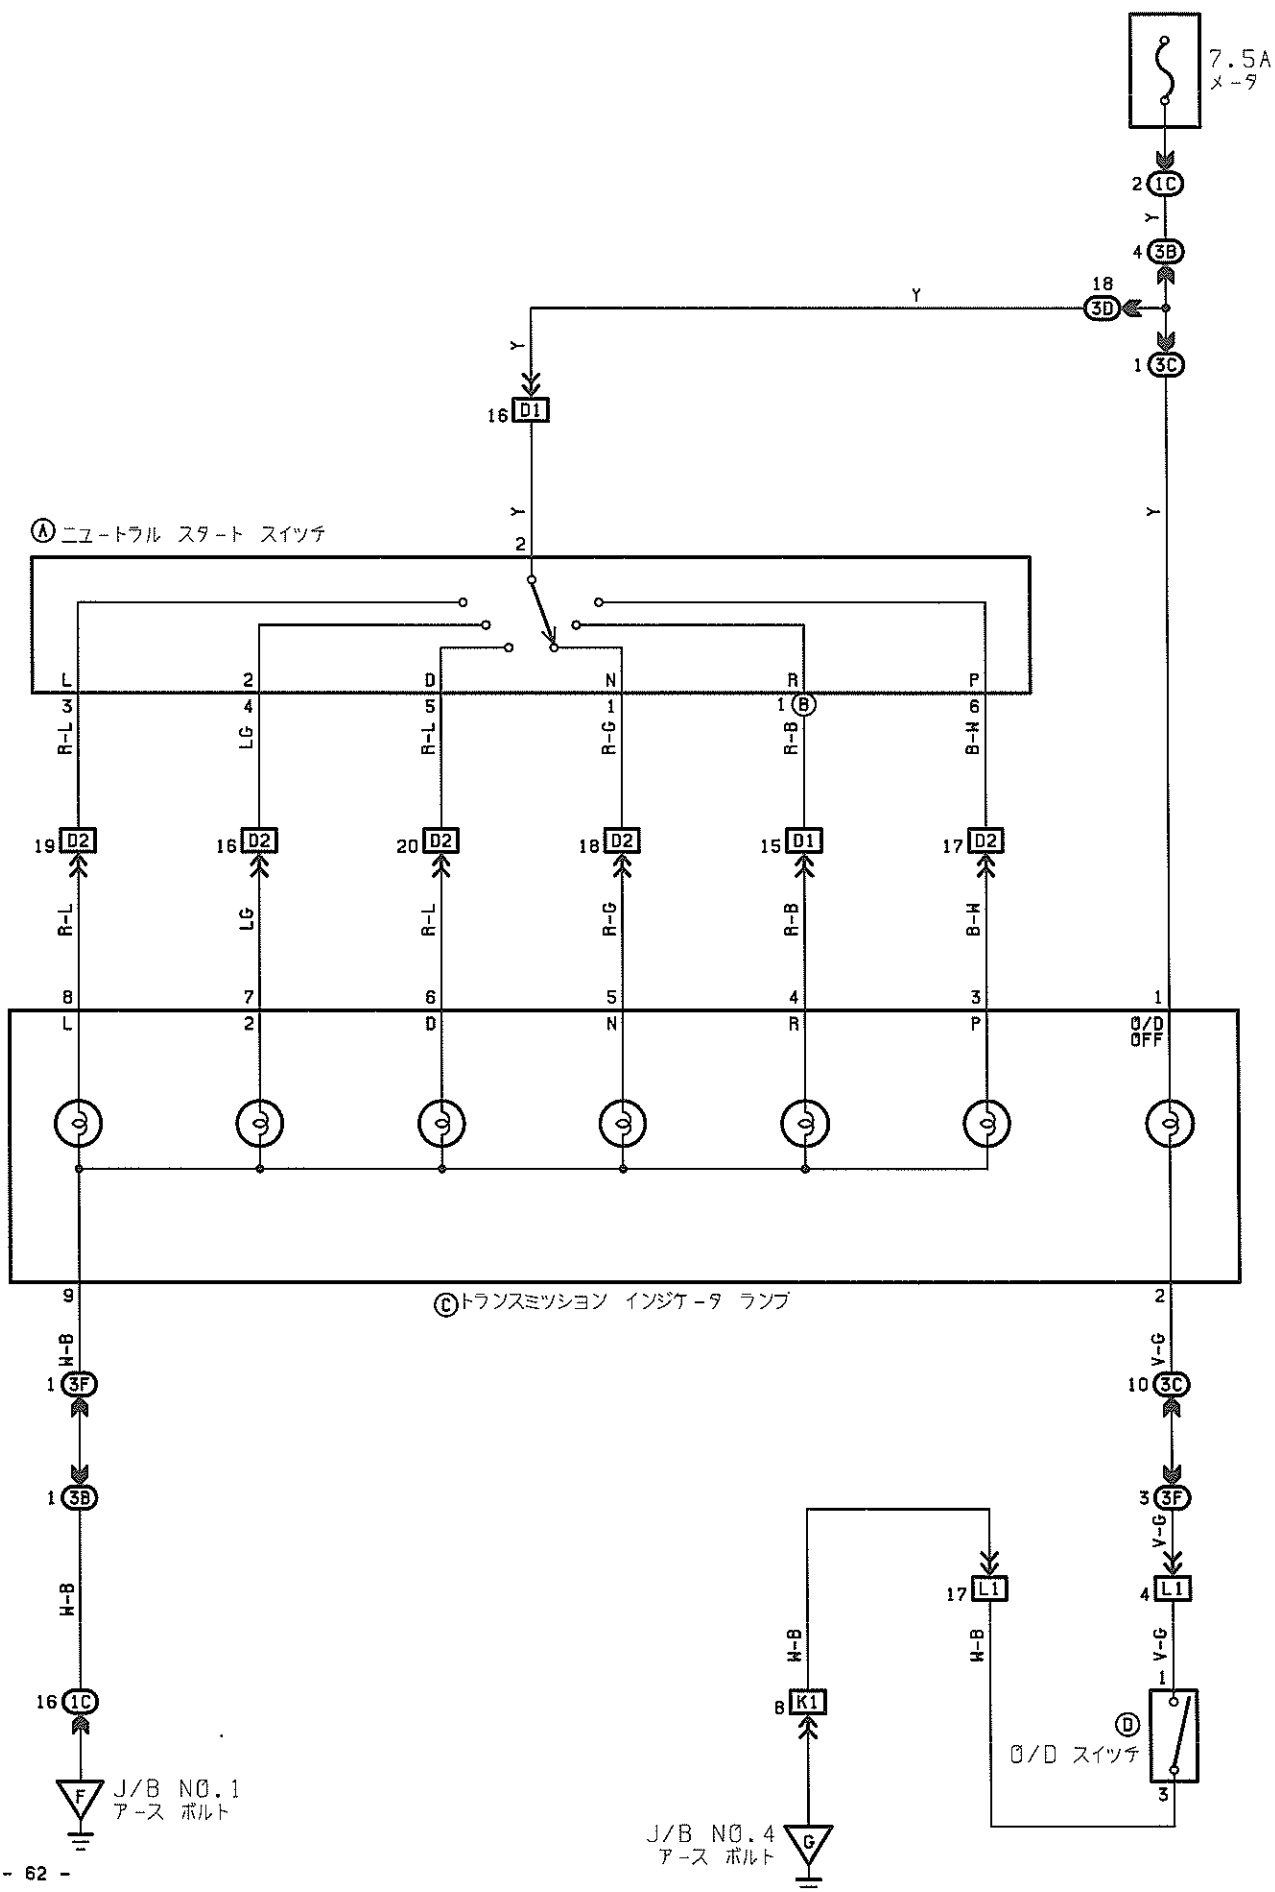 7.5A
メータ
2 1C
Y
4 3B
18
3D
Y
1 3C
Y
16 D1
Y
Y
A ニュートラル スタート スイッチ
2
L 2 D N R P
3 4 5 1 1 B 6
R-L LG R-L R-G R-B B-W
19 D2 16 D2 20 D2 18 D2 15 D1 17 D2
R-L LG R-L R-G R-B B-W
8 7 6 5 4 3 1
L 2 D N R P O/D
OFF
9 C トランスミッション インジケータ ランプ 2
W-B V-G
1 3F 10 3C
1 3B 3 3F
V-G
17 L1 4 L1
W-B W-B W-B V-G
1
16 1C 8 K1
D
O/D スイッチ
3
F J/B NO.1
アース ボルト
J/B NO.4 G
アース ボルト
- 62 -